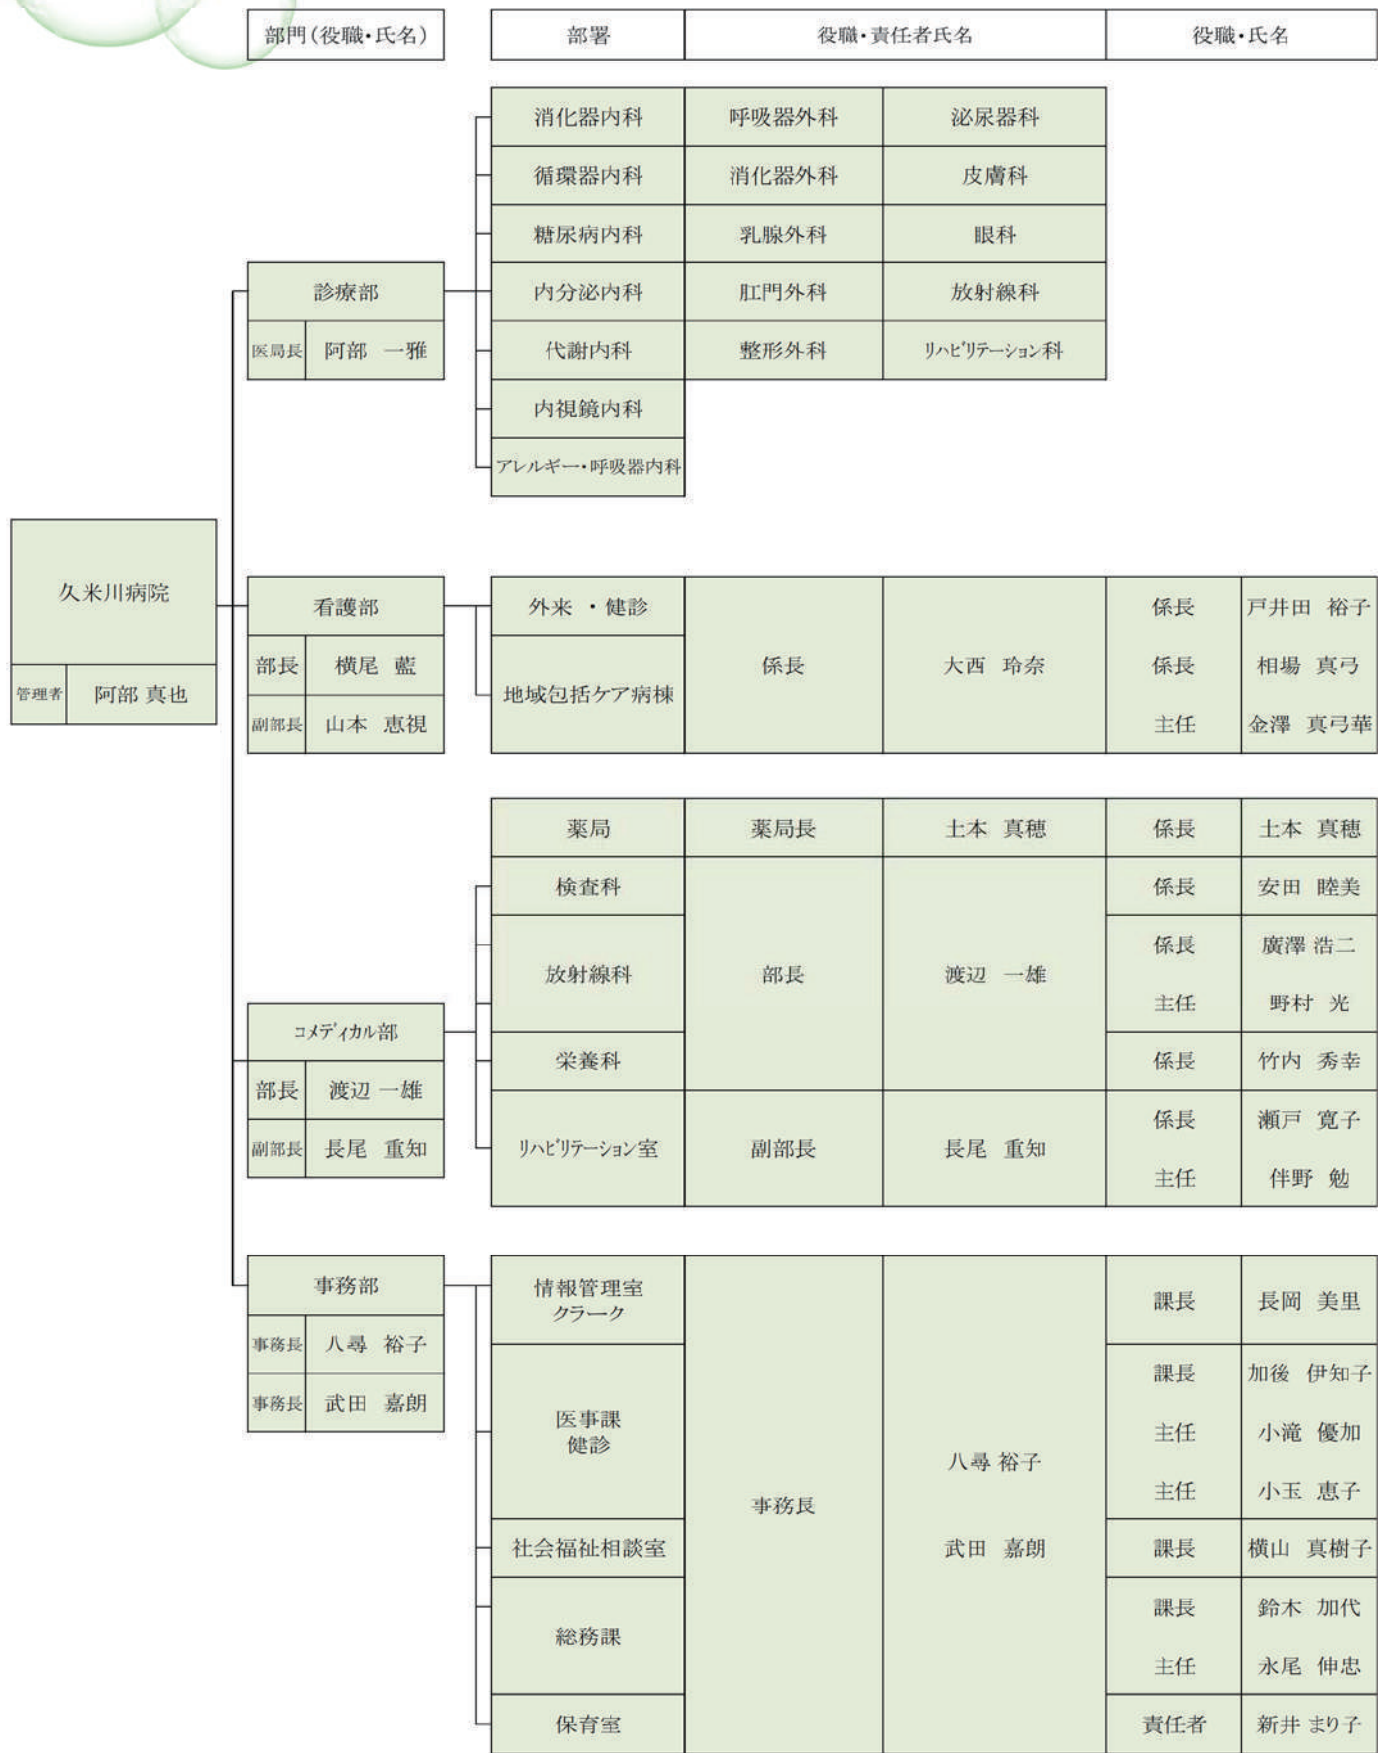 部門(役職・氏名) 部署 役職・責任者氏名 役職・氏名
消化器内科 呼吸器外科 泌尿器科
循環器内科 消化器外科 皮膚科
糖尿病内科 乳腺外科 眼科
診療部 内分泌内科 肛門外科 放射線科
医局長 阿部 一雅 代謝内科 整形外科 リハビリテーション科
内視鏡内科
アレルギー・呼吸器内科
久米川病院
管理者 阿部 真也
看護部 外来 ・ 健診 係長 戸井田 裕子
部長 横尾 藍 係長 大西 玲奈 係長 相場 真弓
地域包括ケア病棟
副部長 山本 恵視 主任 金澤 真弓華
薬局 薬局長 土本 真穂 係長 土本 真穂
検査科 係長 安田 睦美
係長 廣澤 浩二
放射線科 部長 渡辺 一雄
主任 野村 光
コメディカル部
栄養科 係長 竹内 秀幸
部長 渡辺 一雄
係長 瀬戸 寛子
副部長 長尾 重知 リハビリテーション室 副部長 長尾 重知
主任 伴野 勉
事務部 情報管理室
クラーク
課長 長岡 美里
事務長 八尋 裕子
事務長 武田 嘉朗
課長 加後 伊知子
医事課
健診
主任 小滝 優加
八尋 裕子
主任 小玉 恵子
事務長
社会福祉相談室 武田 嘉朗 課長 横山 真樹子
課長 鈴木 加代
総務課
主任 永尾 伸忠
保育室 責任者 新井 まり子